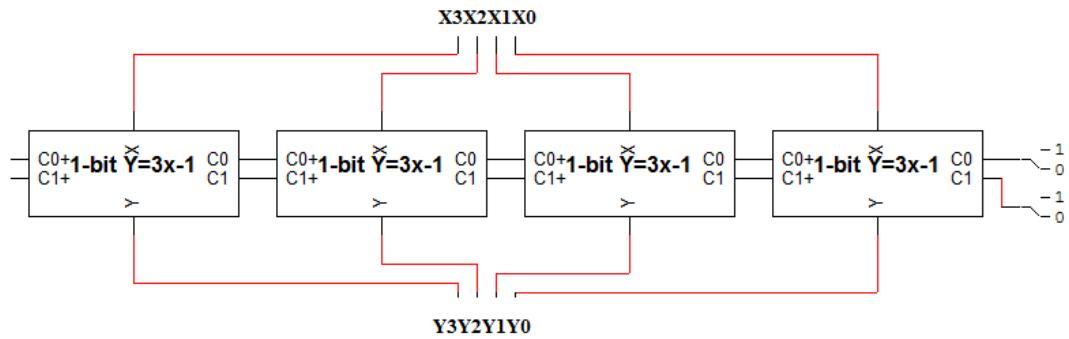 X3X2X1X0
C0+ 1-bit Y=3x-1 X C0 C0+ 1-bit Y=3x-1 X C0 C0+ 1-bit Y=3x-1 X C0 C0+ 1-bit Y=3x-1 X C0 1
C1+ C1 C1+ C1 C1+ C1 C1+ C1 0
Y Y Y Y 1
0
Y3Y2Y1Y0